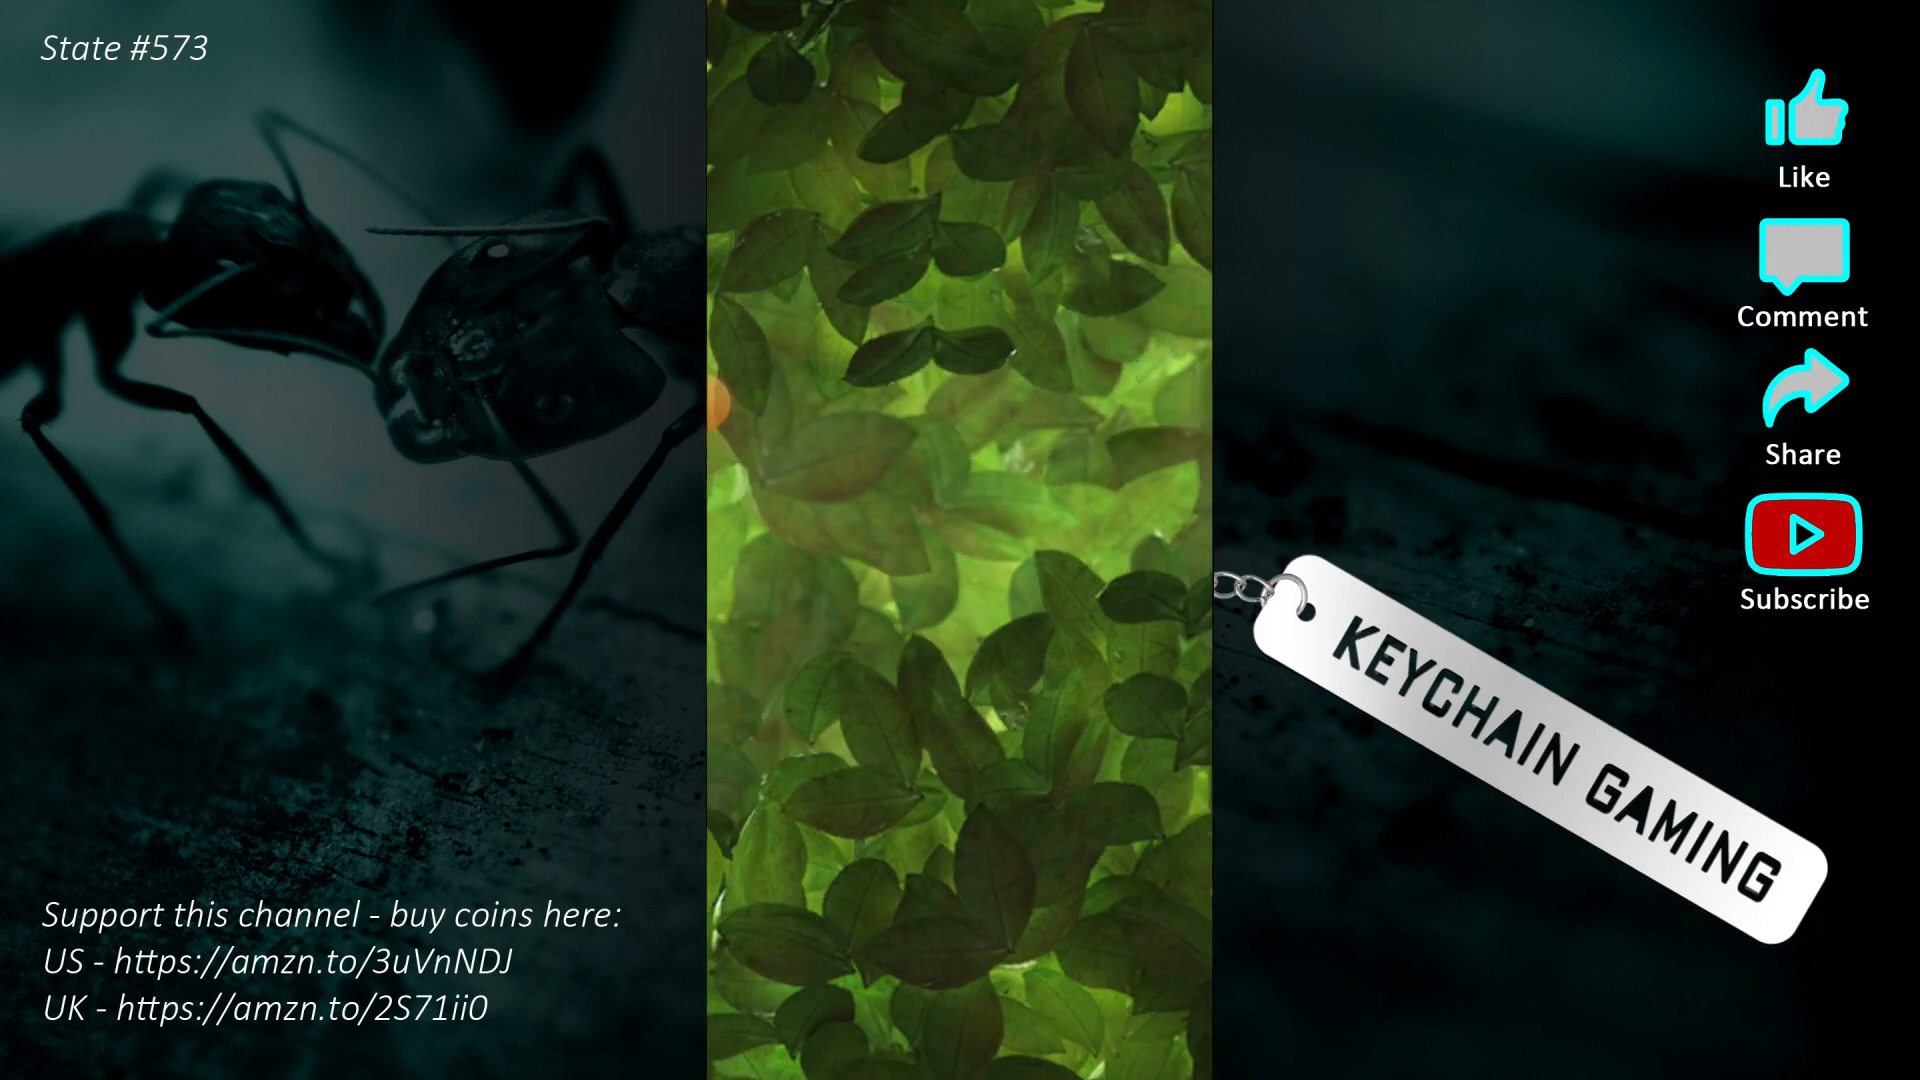 State #573
Like
Comment
Share
Subscribe
KEYCHAIN GAMING
Support this channel - buy coins here:
US - https://amzn.to/3uVnNDJ
UK - https://amzn.to/2S71ii0